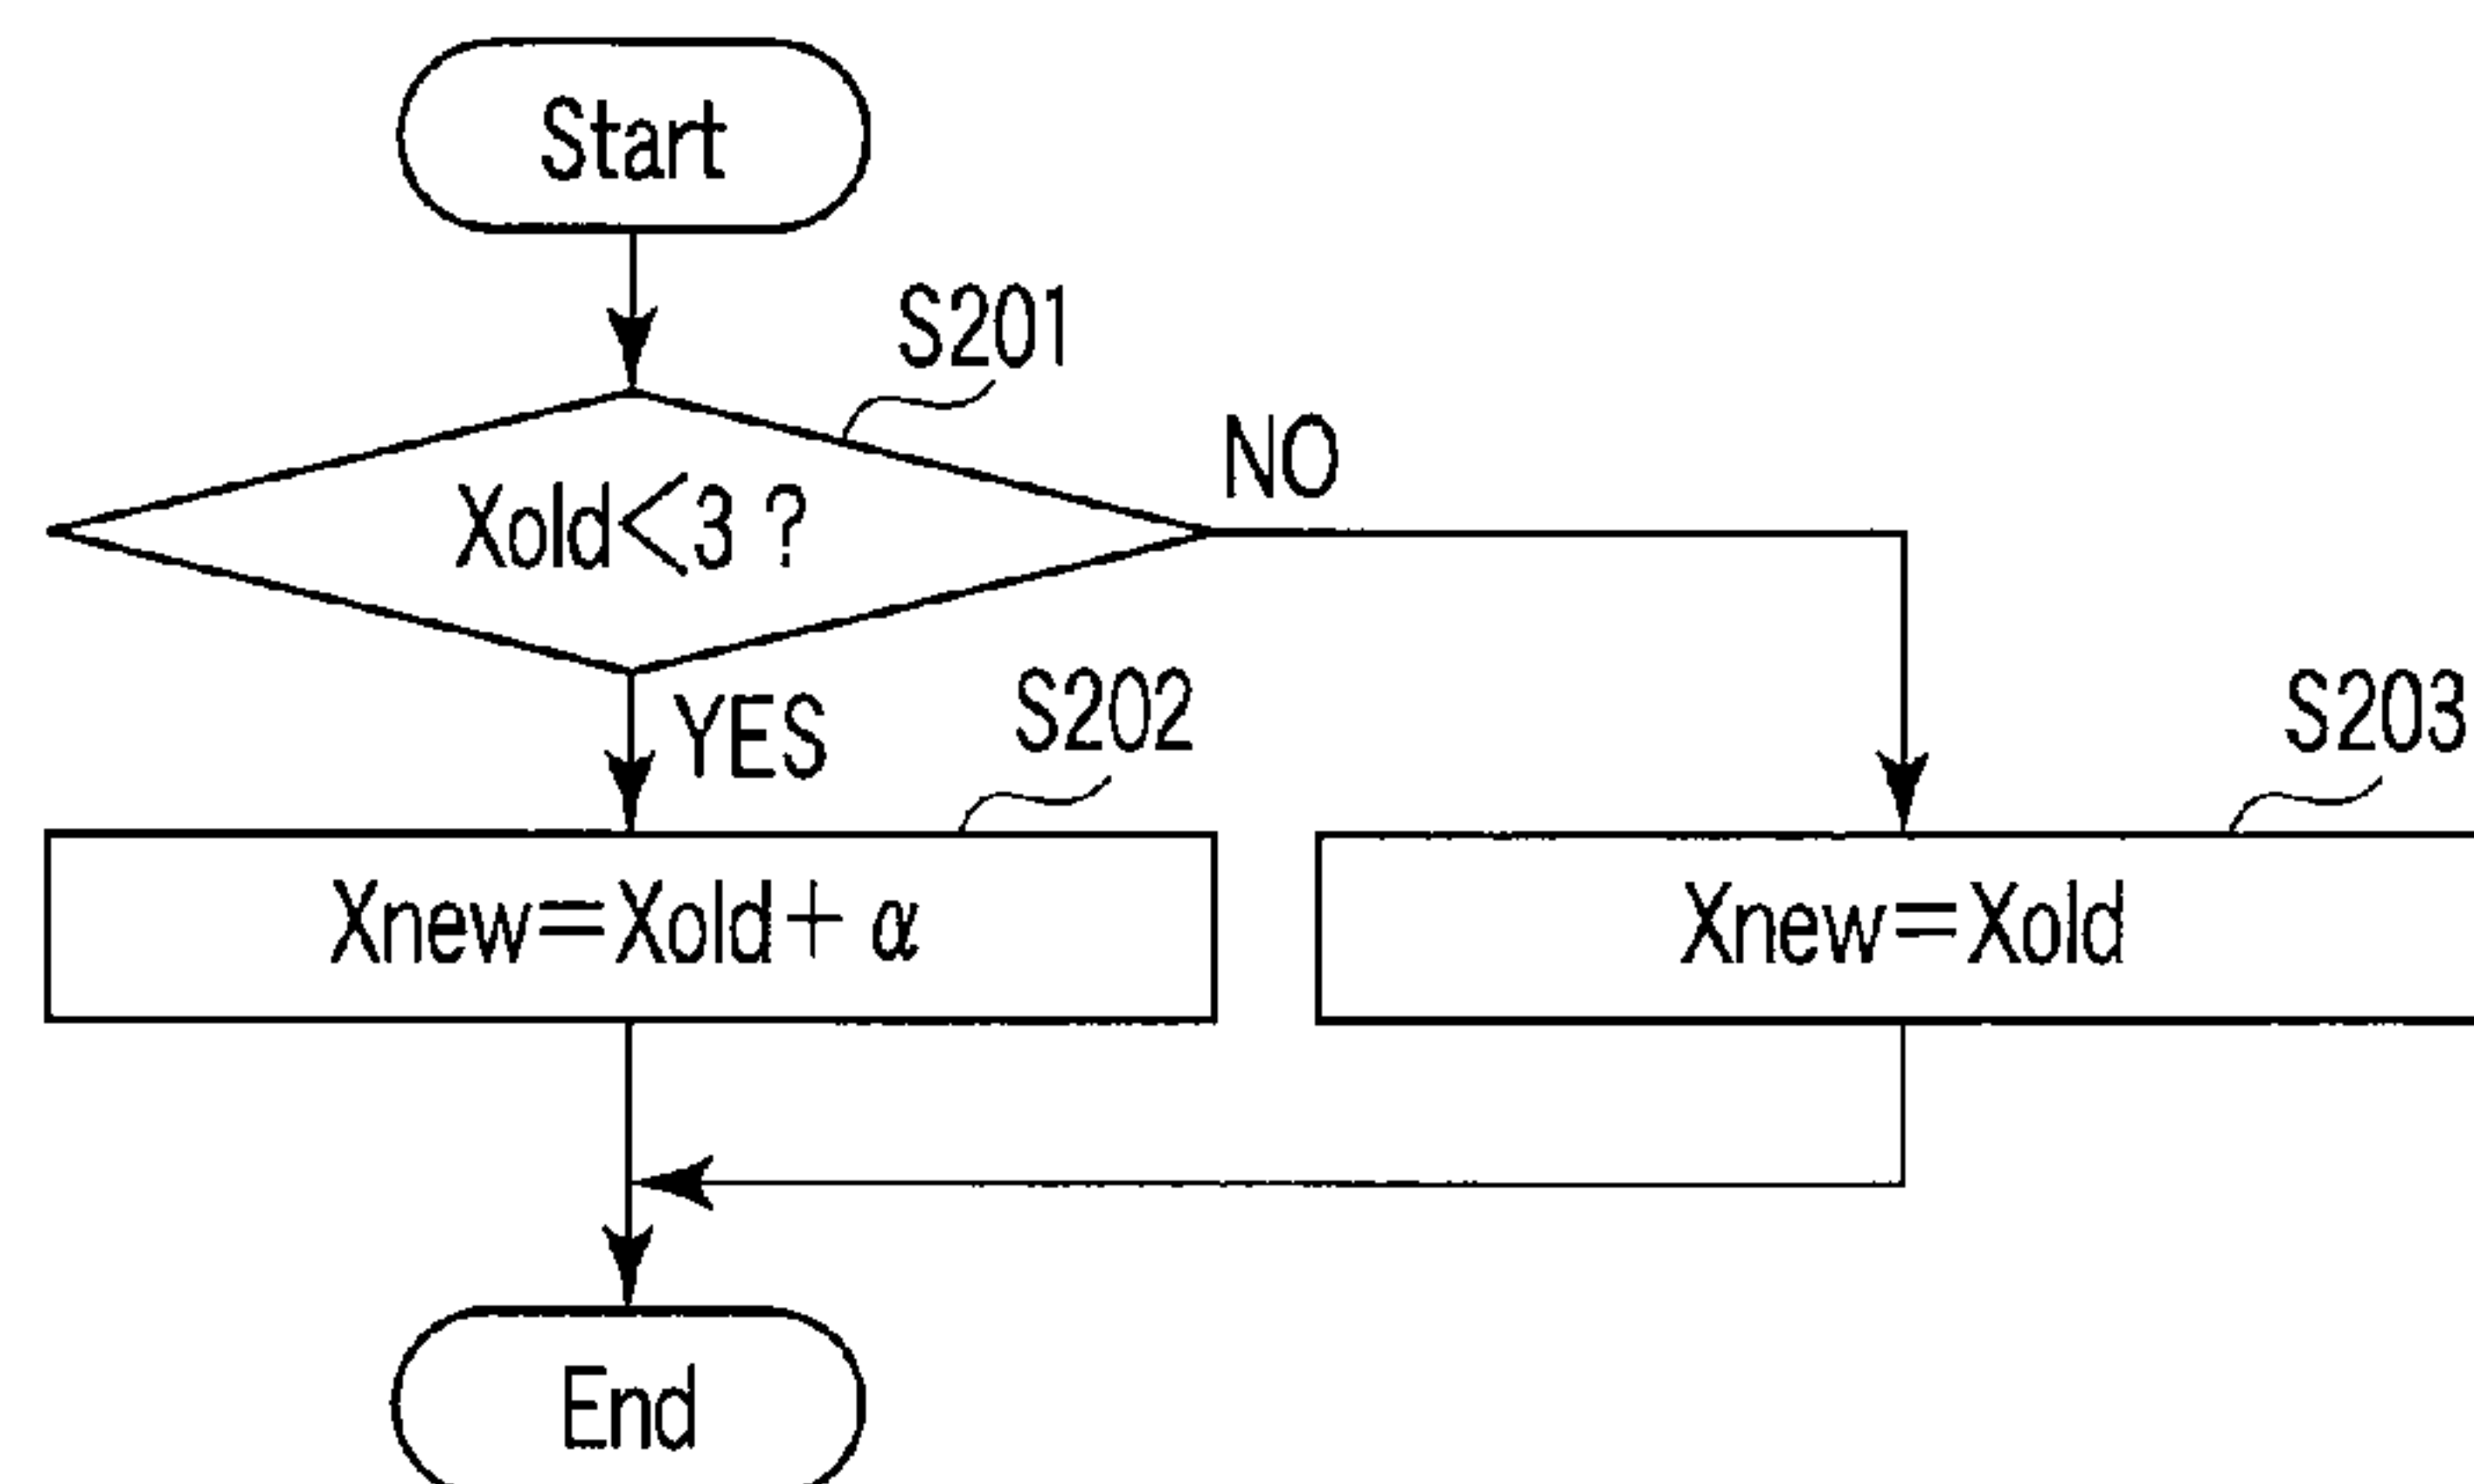 Start
S201
NO
Xold<3 ?
YES
S202
S203
Xnew=Xold+ α
Xnew=Xold
End